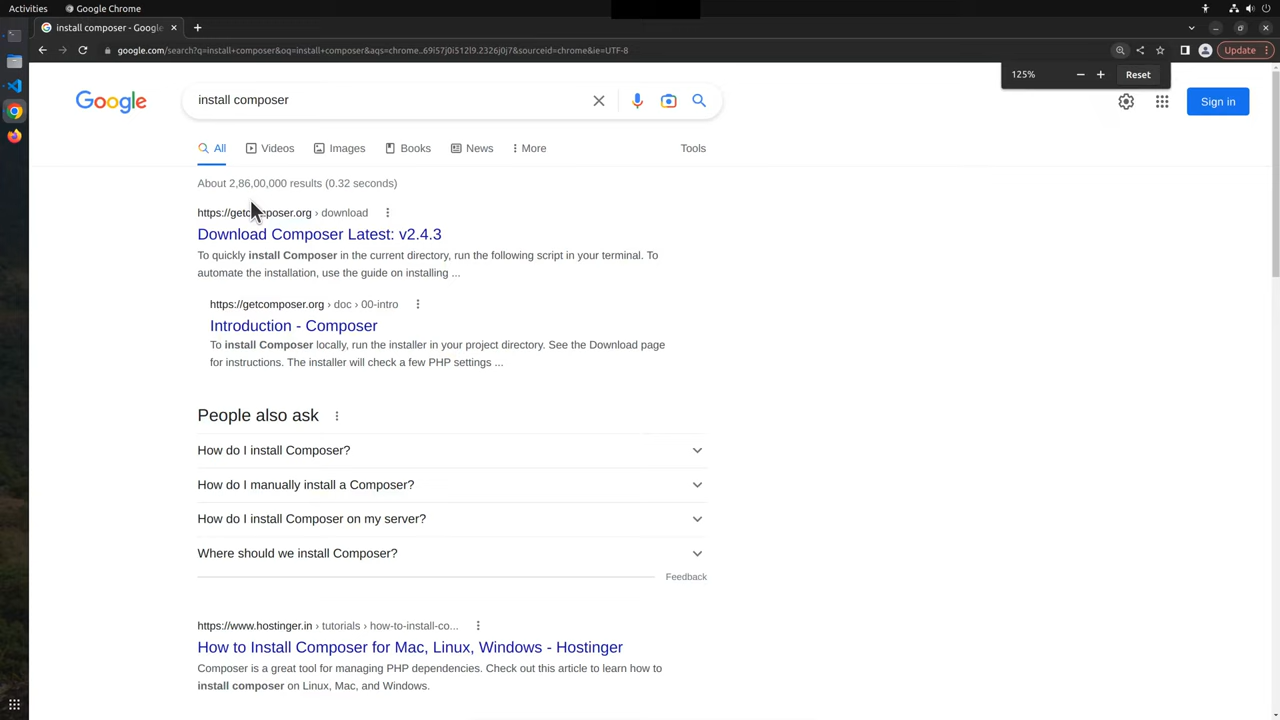 Activities
Google Chrome
install composer - Google
google.com/search?q=install+composer&oq=install+composer&aqs=chrome..69i57j0i512l9.2326j0j7&sourceid=chrome&ie=UTF-8
Update
125%
Reset
Google
install composer
Sign in
All
Videos
Images
Books
News
More
Tools
About 2,86,00,000 results (0.32 seconds)
https://getcomposer.org › download
Download Composer Latest: v2.4.3
To quickly install Composer in the current directory, run the following script in your terminal. To
automate the installation, use the guide on installing ...
https://getcomposer.org › doc › 00-intro
Introduction - Composer
To install Composer locally, run the installer in your project directory. See the Download page
for instructions. The installer will check a few PHP settings ...
People also ask
How do I install Composer?
How do I manually install a Composer?
How do I install Composer on my server?
Where should we install Composer?
Feedback
https://www.hostinger.in › tutorials › how-to-install-co...
How to Install Composer for Mac, Linux, Windows - Hostinger
Composer is a great tool for managing PHP dependencies. Check out this article to learn how to
install composer on Linux, Mac, and Windows.